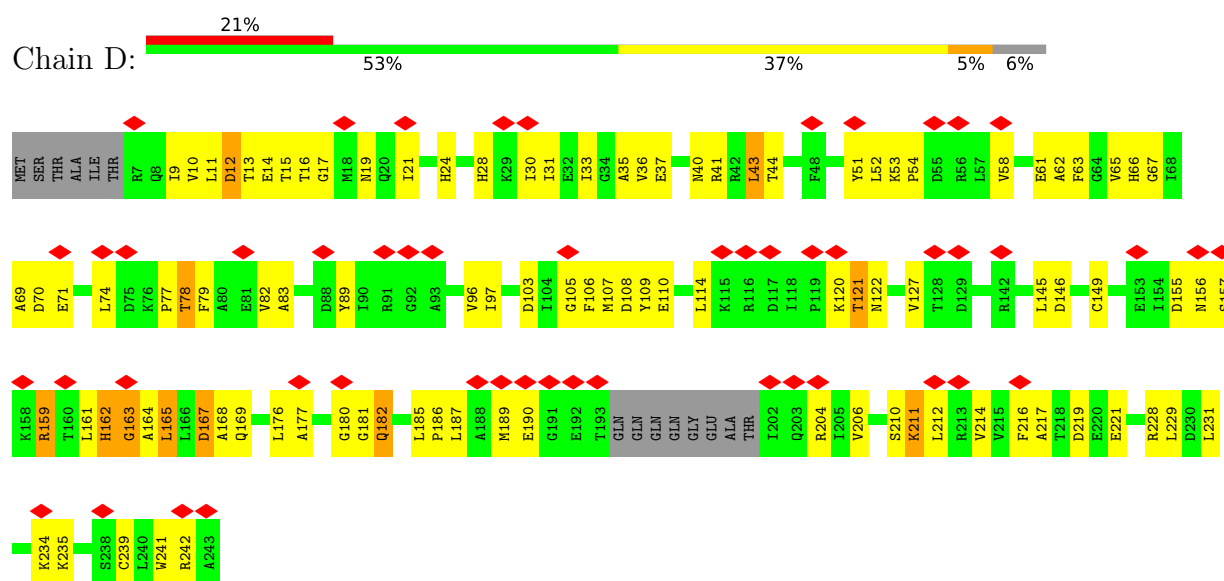 21%
Chain D:
53% 37% 5% 6%
MET SER THR ALA ILE THR R7 Q8 I9 V10 L11 D12 T13 E14 T15 T16 G17 M18 N19 Q20 I21 H24 H28 K29 I30 I31 E32 I33 G34 A35 V36 E37 N40 R41 R42 L43 T44 F48 Y51 L52 K53 P54 D55 R56 L57 V58 E61 A62 F63 G64 V65 H66 G67 I68
A69 D70 E71 L74 D75 K76 P77 T78 F79 A80 E81 V82 A83 D88 Y89 I90 R91 G92 A93 V96 I97 D103 I104 G105 F106 M107 D108 Y109 E110 L114 K115 R116 D117 I118 P119 K120 T121 N122 V127 T128 D129 R142 L145 D146 C149 E153 I154 D155 N156 S157
K158 R159 T160 L161 H162 G163 A164 L165 L166 D167 A168 Q169 L176 A177 G180 G181 Q182 L185 P186 L187 A188 M189 E190 G191 E192 T193 GLN GLN GLN GLN GLY GLU ALA THR I202 Q203 R204 I205 V206 S210 K211 L212 R213 V214 V215 F216 A217 T218 D219 E220 E221 R228 L229 D230 L231
K234 K235 S238 C239 L240 W241 R242 A243